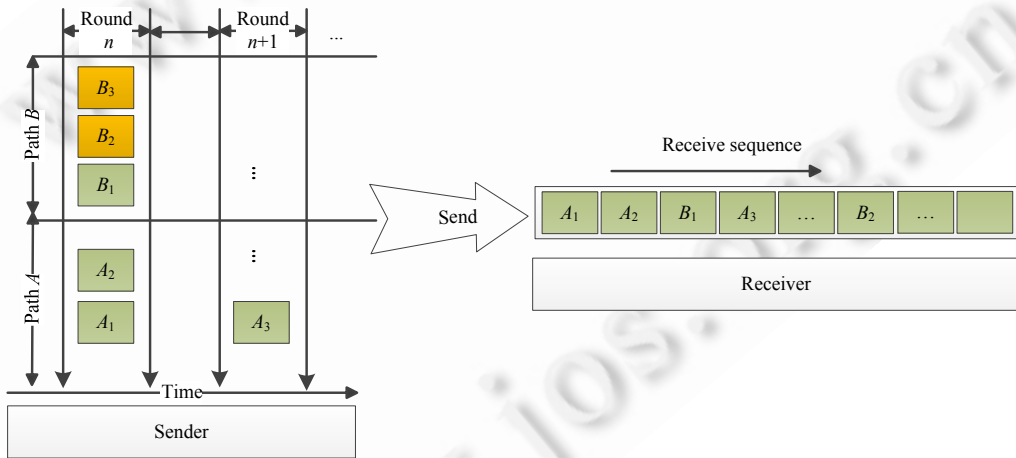 Round
n
Round
n+1
...
B3
B2
B1
...
Path B
A2
...
A1
A3
Path A
Time
Sender
Send
Receive sequence
A1
A2
B1
A3
...
B2
...
Receiver